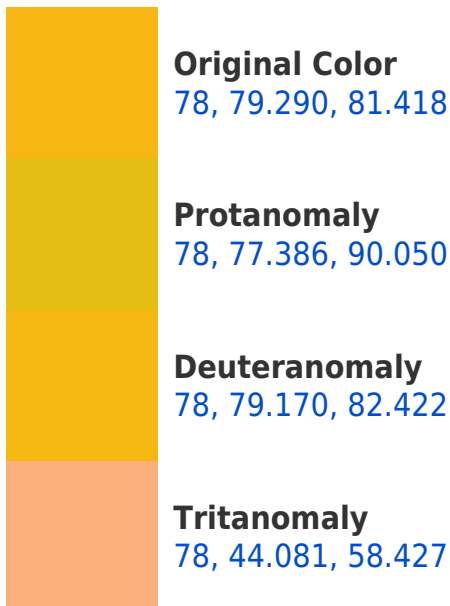 Original Color
78, 79.290, 81.418
Protanomaly
78, 77.386, 90.050
Deuteranomaly
78, 79.170, 82.422
Tritanomaly
78, 44.081, 58.427